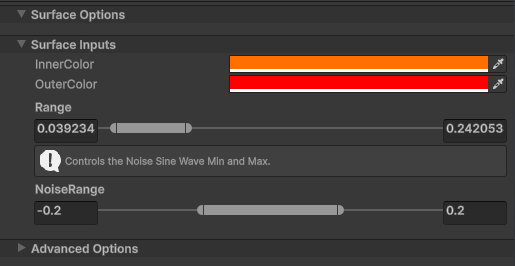 Surface Options
Surface Inputs
InnerColor
OuterColor
Range
0.039234 0.242053
Controls the Noise Sine Wave Min and Max.
NoiseRange
-0.2 0.2
Advanced Options